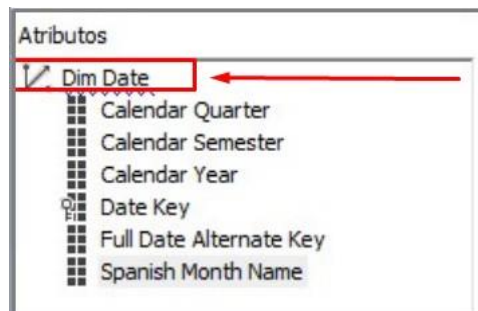 Atributos
Dim Date
Calendar Quarter
Calendar Semester
Calendar Year
Date Key
Full Date Alternate Key
Spanish Month Name